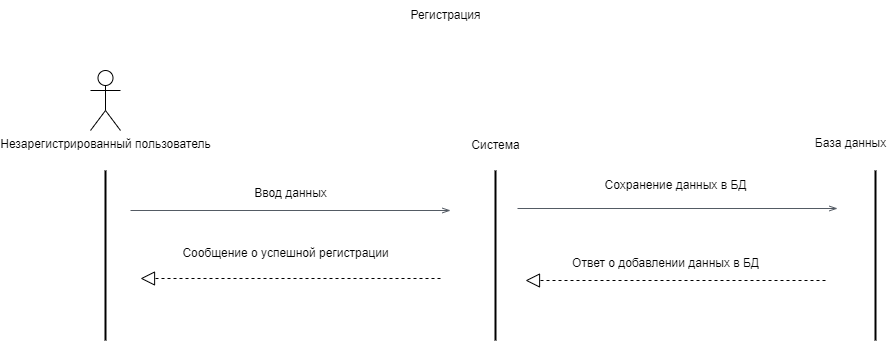 Регистрация
Незарегистрированный пользователь
Система
База данных
Ввод данных
Сохранение данных в БД
Сообщение о успешной регистрации
Ответ о добавлении данных в БД